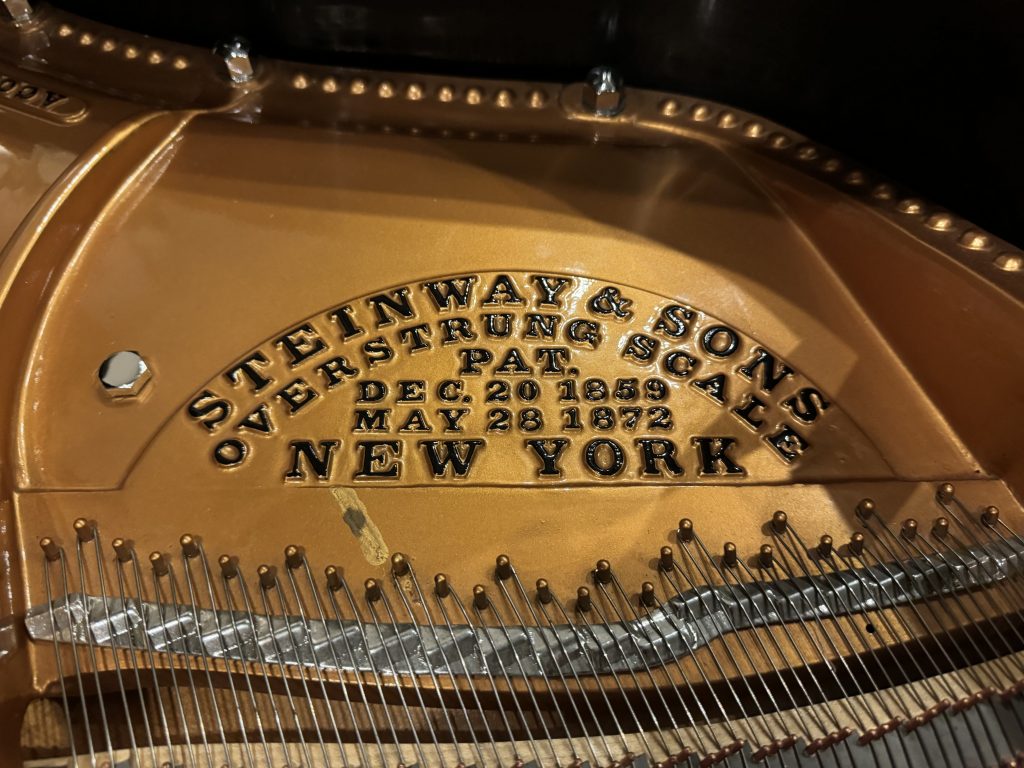 STEINWAY & SONS
OVERSTRUNG SCALE
PAT.
DEC. 20 1859
MAY 28 1872
NEW YORK